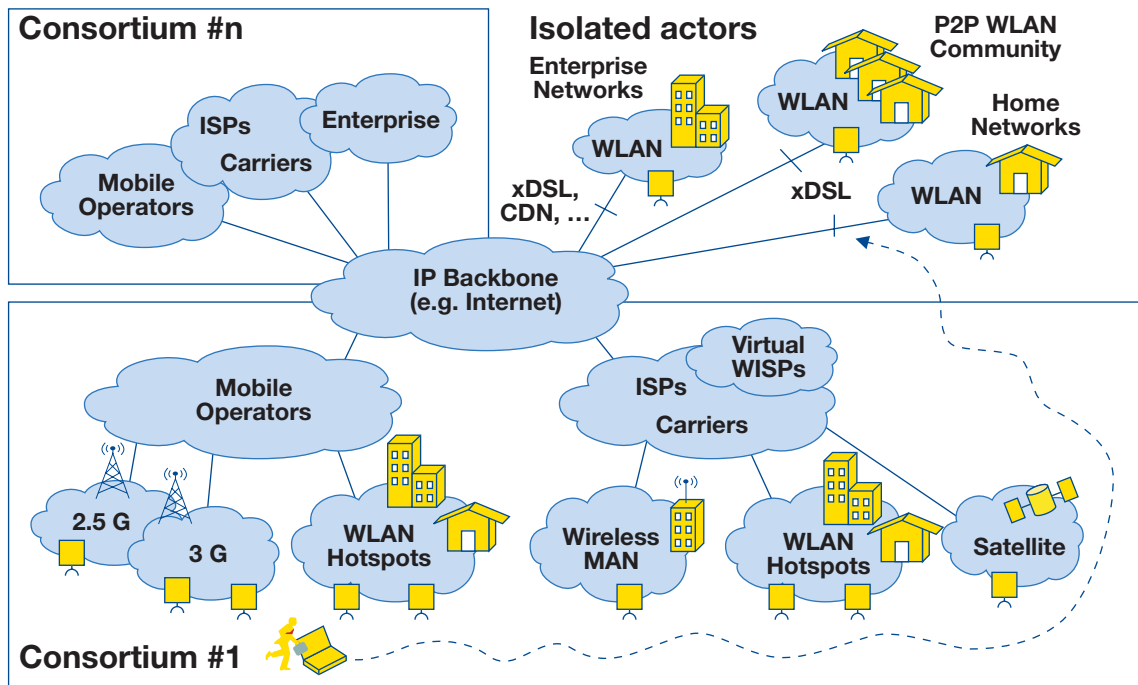 Consortium #n
ISPs
Carriers
Enterprise
Mobile
Operators
Isolated actors
Enterprise
Networks
WLAN
P2P WLAN
Community
WLAN
Home
Networks
WLAN
xDSL,
CDN, …
xDSL
IP Backbone
(e.g. Internet)
Mobile
Operators
Virtual
WISPs
ISPs
Carriers
2.5 G
3 G
WLAN
Hotspots
Wireless
MAN
WLAN
Hotspots
Satellite
Consortium #1